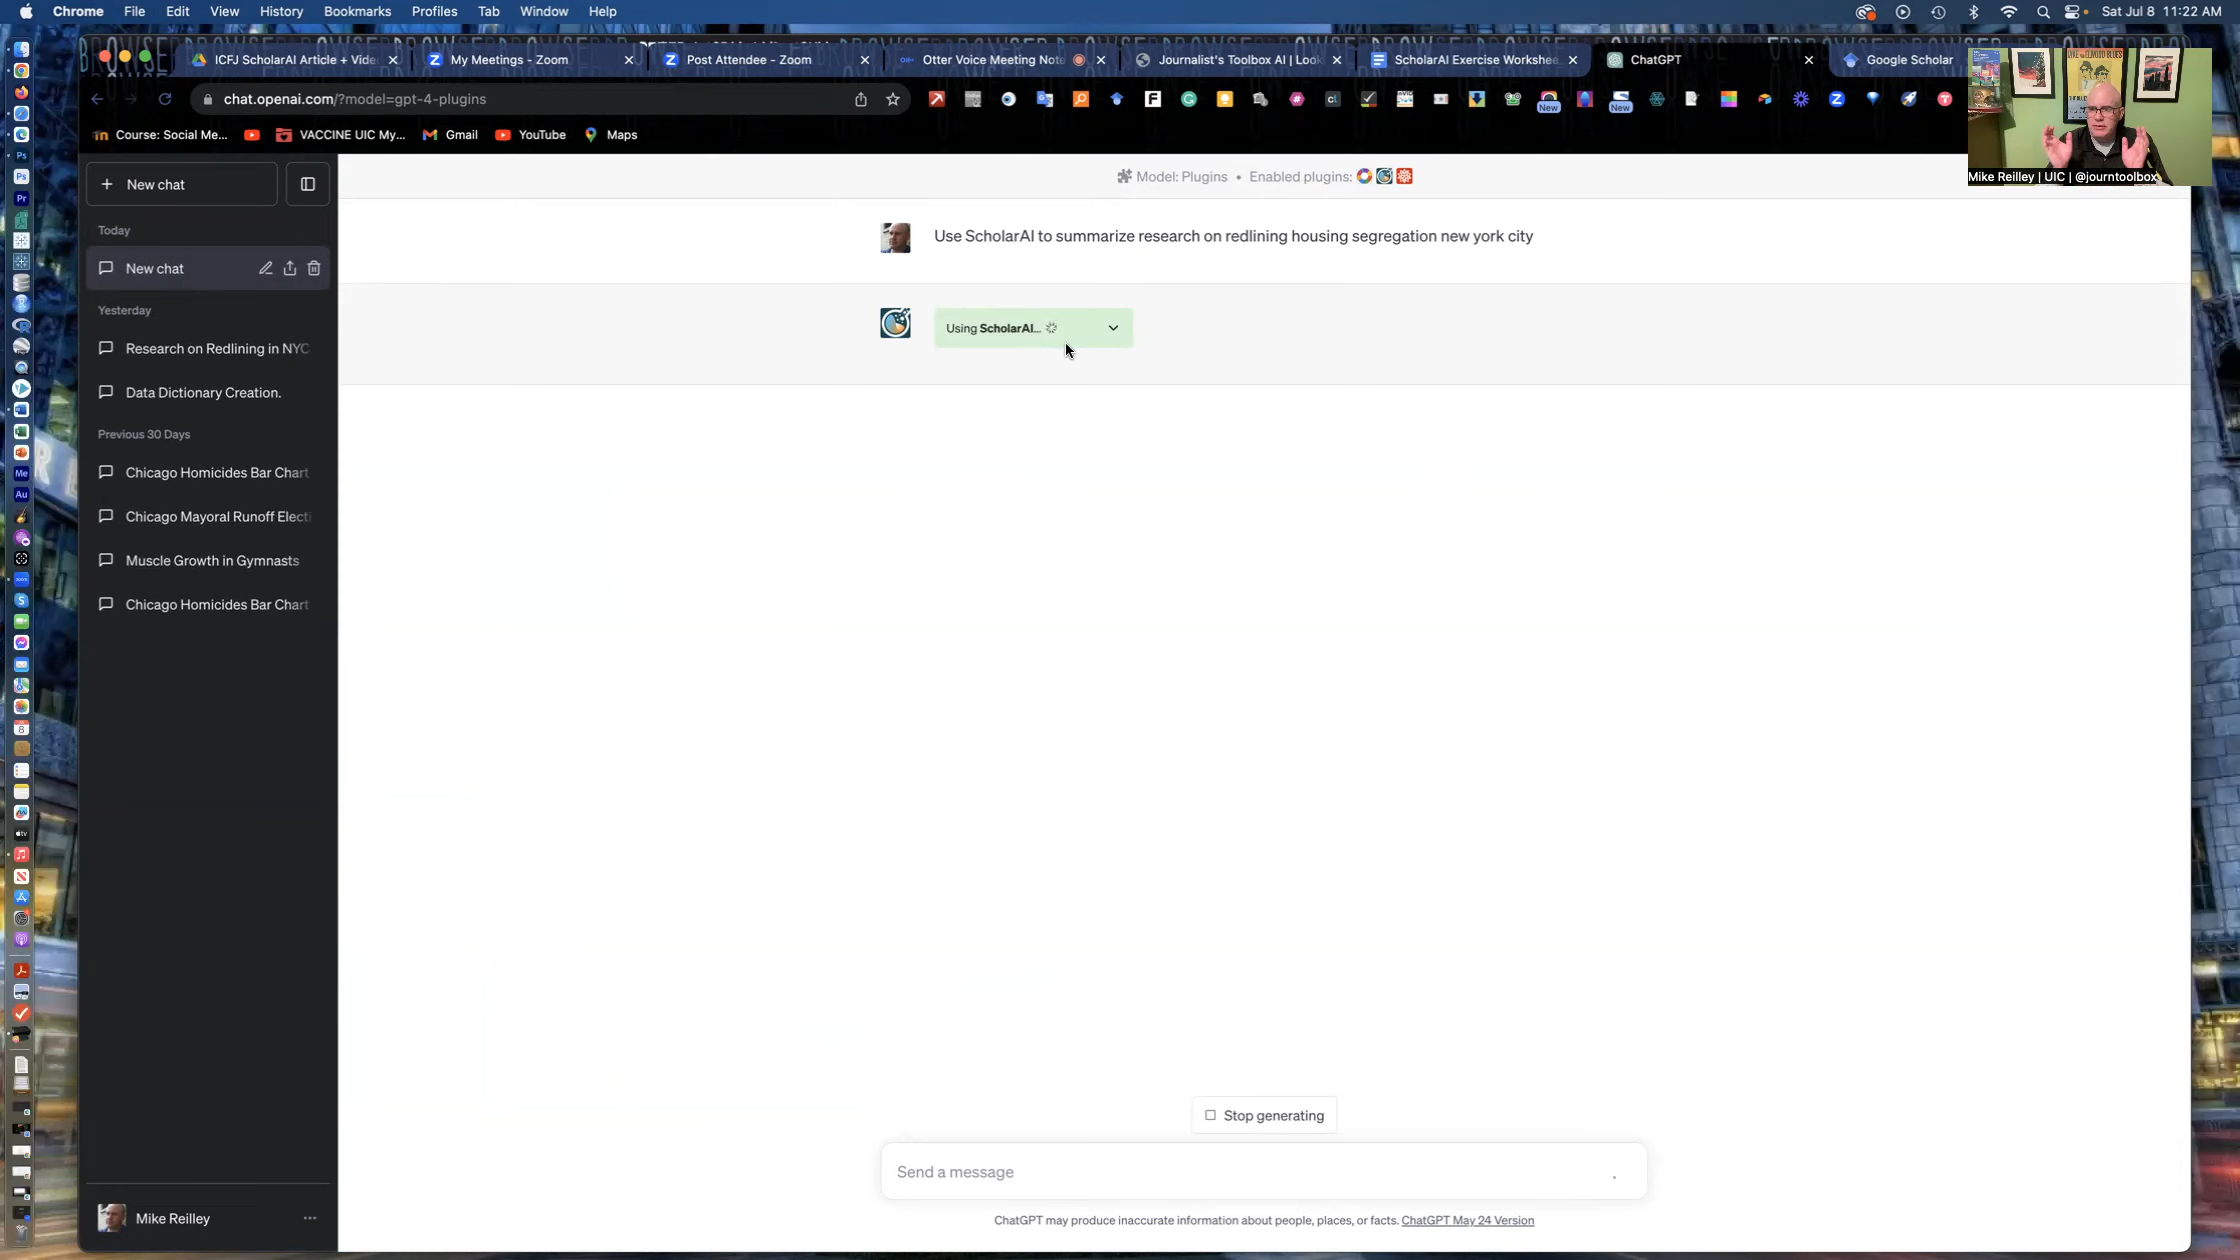 Chrome File Edit View History Bookmarks Profiles Tab Window Help
Sat Jul 8 11:22 AM
ICFJ ScholarAI Article + Vide
My Meetings - Zoom
Post Attendee - Zoom
Otter Voice Meeting Note
Journalist's Toolbox AI | Look
ScholarAI Exercise Workshee
ChatGPT
Google Scholar
chat.openai.com/?model=gpt-4-plugins
New
New
Course: Social Me...
VACCINE UIC My...
Gmail
YouTube
Maps
Mike Reilley | UIC | @journtoolbox
New chat
Model: Plugins • Enabled plugins:
Today
New chat
Yesterday
Research on Redlining in NYC
Data Dictionary Creation.
Previous 30 Days
Chicago Homicides Bar Chart
Chicago Mayoral Runoff Electi
Muscle Growth in Gymnasts
Chicago Homicides Bar Chart
Use ScholarAI to summarize research on redlining housing segregation new york city
Using ScholarAI...
Stop generating
Send a message
ChatGPT may produce inaccurate information about people, places, or facts. ChatGPT May 24 Version
Mike Reilley